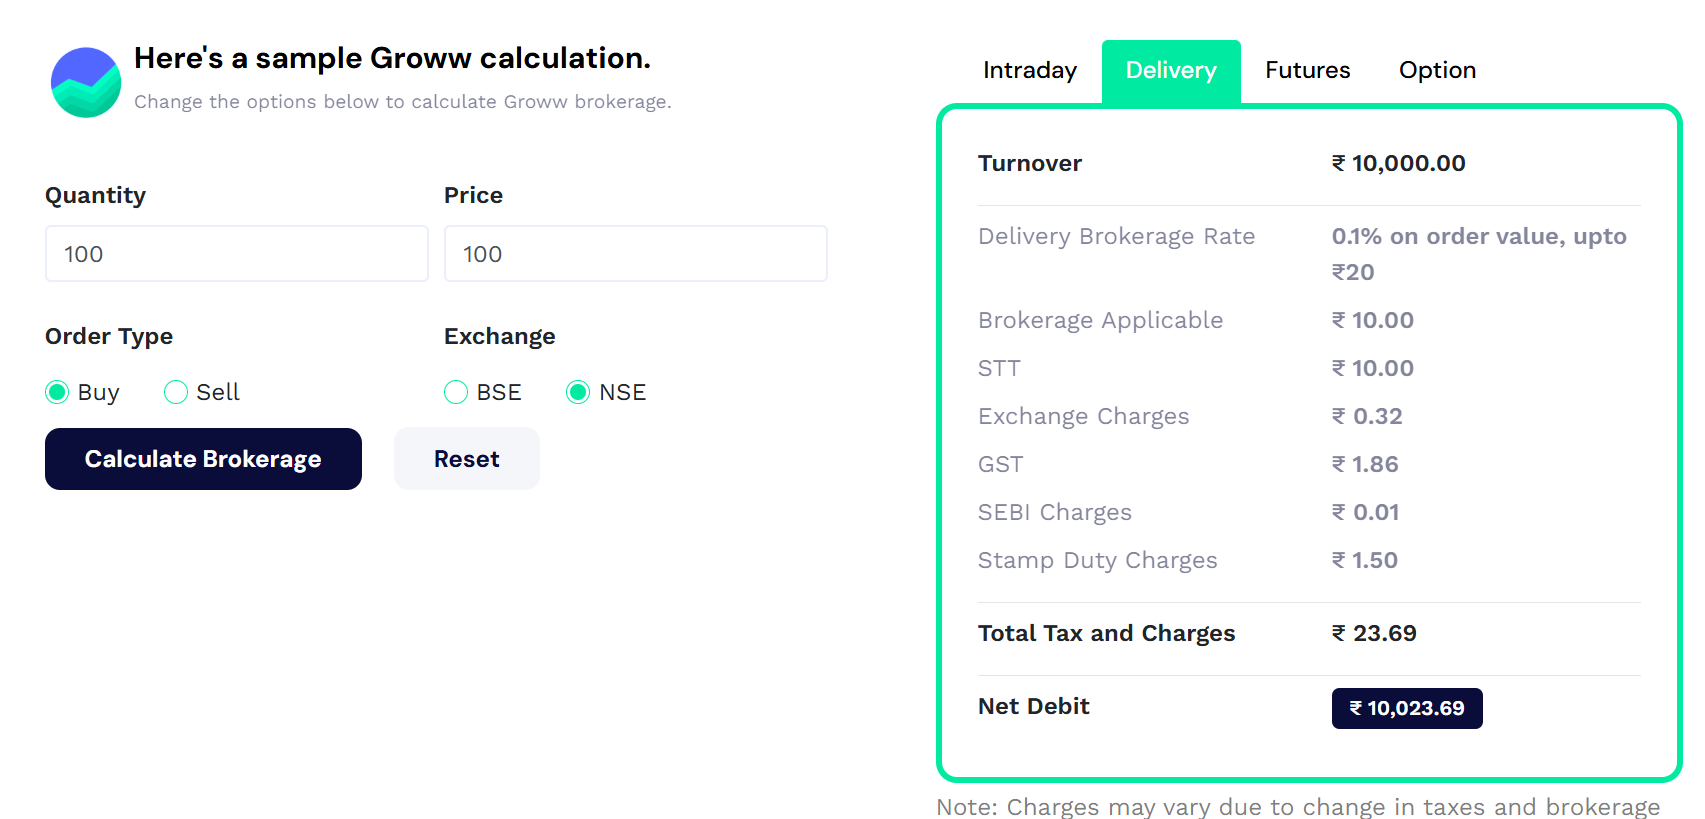 Here's a sample Groww calculation.
Change the options below to calculate Groww brokerage.
Quantity Price
100 100
Order Type Exchange
Buy Sell BSE NSE
Calculate Brokerage Reset
Intraday Delivery Futures Option
Turnover ₹ 10,000.00
Delivery Brokerage Rate 0.1% on order value, upto
₹20
Brokerage Applicable ₹ 10.00
STT ₹ 10.00
Exchange Charges ₹ 0.32
GST ₹ 1.86
SEBI Charges ₹ 0.01
Stamp Duty Charges ₹ 1.50
Total Tax and Charges ₹ 23.69
Net Debit ₹ 10,023.69
Note: Charges may vary due to change in taxes and brokerage